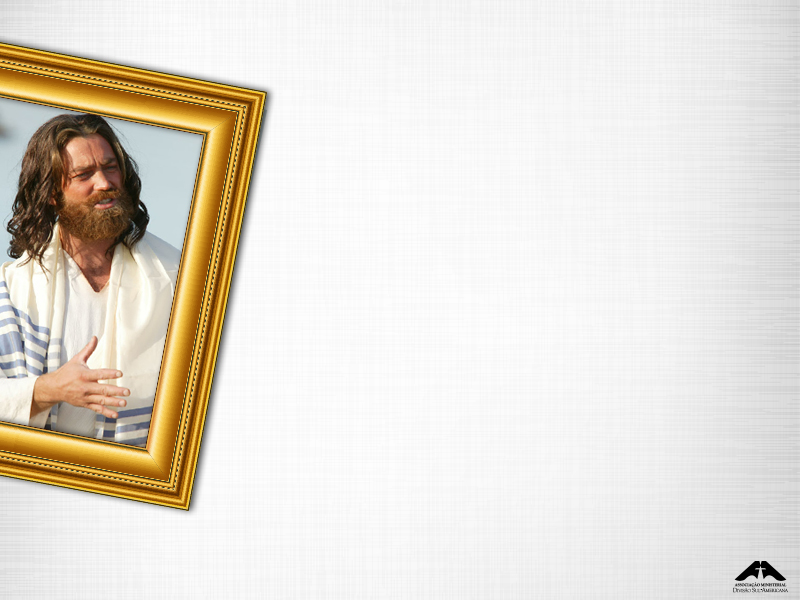 ASSOCIAÇÃO MINISTERIAL
DIVISÃO SUL-AMERICANA